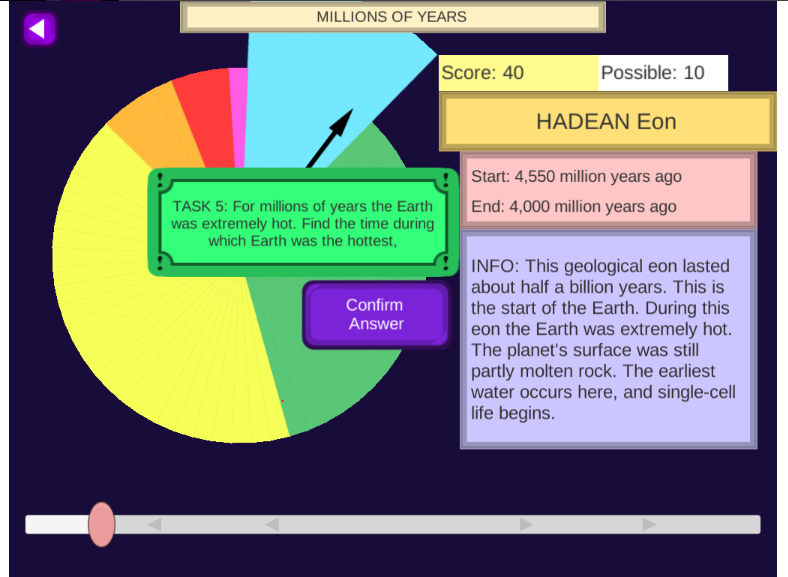 MILLIONS OF YEARS
Score: 40
Possible: 10
HADEAN Eon
Start: 4,550 million years ago
End: 4,000 million years ago
TASK 5: For millions of years the Earth
was extremely hot. Find the time during
which Earth was the hottest,
Confirm
Answer
INFO: This geological eon lasted
about half a billion years. This is
the start of the Earth. During this
eon the Earth was extremely hot.
The planet's surface was still
partly molten rock. The earliest
water occurs here, and single-cell
life begins.